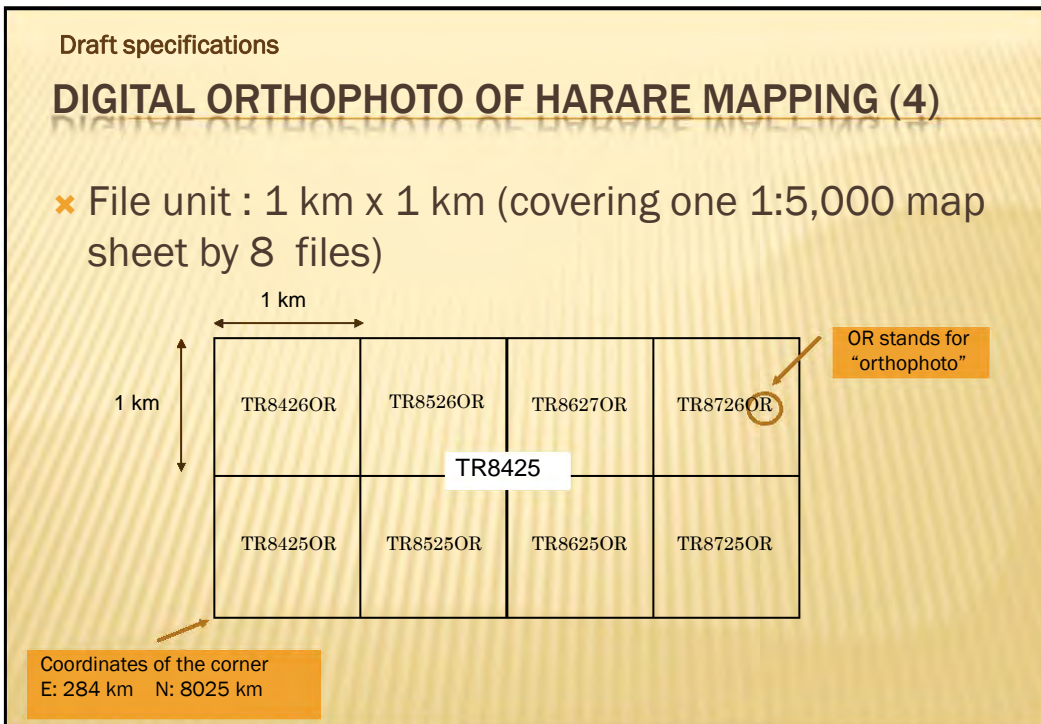 Draft specifications
DIGITAL ORTHOPHOTO OF HARARE MAPPING (4)
× File unit : 1 km x 1 km (covering one 1:5,000 map
sheet by 8 files)
1 km
OR stands for
“orthophoto”
1 km
TR8426OR TR8526OR TR8627OR TR8726OR
TR8425
TR8425OR TR8525OR TR8625OR TR8725OR
Coordinates of the corner
E: 284 km N: 8025 km